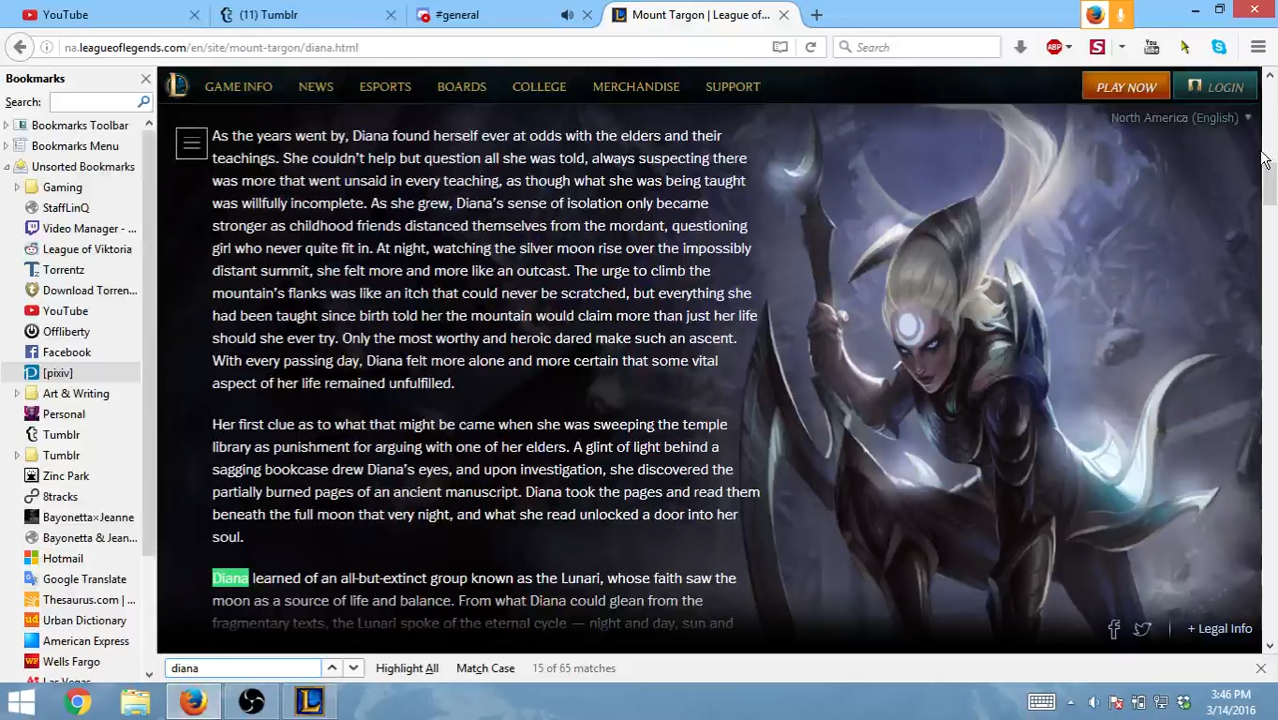 YouTube
(11) Tumblr
#general
Mount Targon | League of...
na.leagueoflegends.com/en/site/mount-targon/diana.html
Search
ABP
S
You
Bookmarks
Search:
Bookmarks Toolbar
Bookmarks Menu
Unsorted Bookmarks
Gaming
StaffLinQ
Video Manager - ...
League of Viktoria
Torrentz
Download Torren...
YouTube
Offliberty
Facebook
[pixiv]
Art & Writing
Personal
Tumblr
Tumblr
Zinc Park
8tracks
Bayonetta×Jeanne
Bayonetta & Jean...
Hotmail
Google Translate
Thesaurus.com | ...
Urban Dictionary
American Express
Wells Fargo
GAME INFO
NEWS
ESPORTS
BOARDS
COLLEGE
MERCHANDISE
SUPPORT
PLAY NOW
LOGIN
North America (English)
As the years went by, Diana found herself ever at odds with the elders and their
teachings. She couldn't help but question all she was told, always suspecting there
was more that went unsaid in every teaching, as though what she was being taught
was willfully incomplete. As she grew, Diana's sense of isolation only became
stronger as childhood friends distanced themselves from the mordant, questioning
girl who never quite fit in. At night, watching the silver moon rise over the impossibly
distant summit, she felt more and more like an outcast. The urge to climb the
mountain's flanks was like an itch that could never be scratched, but everything she
had been taught since birth told her the mountain would claim more than just her life
should she ever try. Only the most worthy and heroic dared make such an ascent.
With every passing day, Diana felt more alone and more certain that some vital
aspect of her life remained unfulfilled.
Her first clue as to what that might be came when she was sweeping the temple
library as punishment for arguing with one of her elders. A glint of light behind a
sagging bookcase drew Diana's eyes, and upon investigation, she discovered the
partially burned pages of an ancient manuscript. Diana took the pages and read them
beneath the full moon that very night, and what she read unlocked a door into her
soul.
Diana learned of an all-but-extinct group known as the Lunari, whose faith saw the
moon as a source of life and balance. From what Diana could glean from the
fragmentary texts, the Lunari spoke of the eternal cycle — night and day, sun and
+ Legal Info
diana
Highlight All
Match Case
15 of 65 matches
3:46 PM
3/14/2016